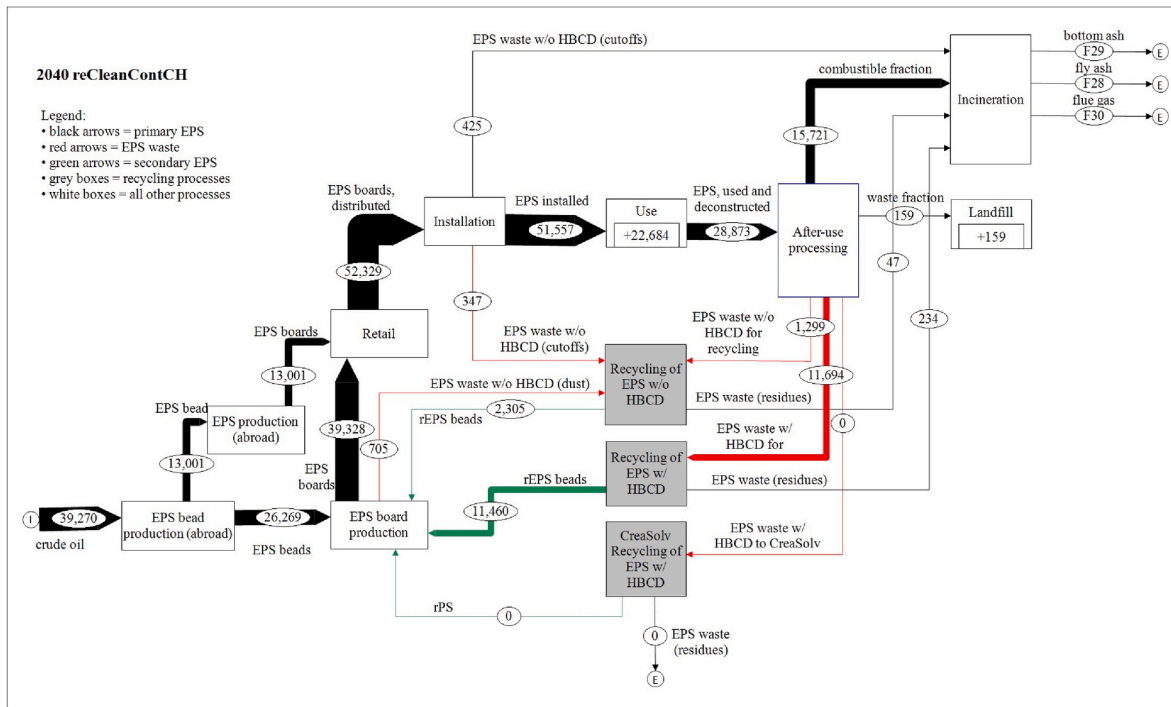 2040 reCleanContCH
Legend:
• black arrows = primary EPS
• red arrows = EPS waste
• green arrows = secondary EPS
• grey boxes = recycling processes
• white boxes = all other processes
EPS waste w/o HBCD (cutoffs)
425
combustible fraction
15,721
Incineration
bottom ash
F29
E
fly ash
F28
E
flue gas
F30
E
EPS boards,
distributed
52,329
Installation
EPS installed
51,557
Use
+22,684
EPS, used and
deconstructed
28,873
After-use
processing
waste fraction
159
Landfill
+159
47
234
347
EPS waste w/o
HBCD (cutoffs)
EPS waste w/o
HBCD for
recycling
1,299
11,694
0
Retail
EPS boards
13,001
EPS bead
EPS production
(abroad)
13,001
39,328
EPS
boards
EPS waste w/o HBCD (dust)
705
2,305
rEPS beads
Recycling of
EPS w/o
HBCD
EPS waste (residues)
EPS waste w/
HBCD for
Recycling of
EPS w/
HBCD
EPS waste (residues)
rEPS beads
11,460
I
39,270
crude oil
EPS bead
production (abroad)
26,269
EPS beads
EPS board
production
CreaSolv
Recycling of
EPS w/
HBCD
EPS waste w/
HBCD to CreaSolv
rPS
0
0
EPS waste
(residues)
E